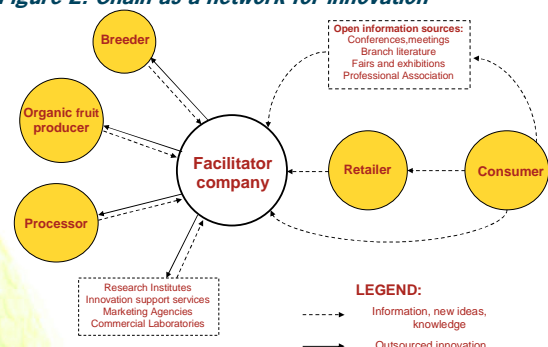 Figure 2. Chain as a network for innovation
Breeder
Open information sources:
Conferences,meetings
Branch literature
Fairs and exhibitions
Professional Association
Organic fruit
producer
Facilitator
company
Retailer
Consumer
Processor
Research Institutes
Innovation support services
Marketing Agencies
Commercial Laboratories
LEGEND:
Information, new ideas,
knowledge
Outsourced innovation